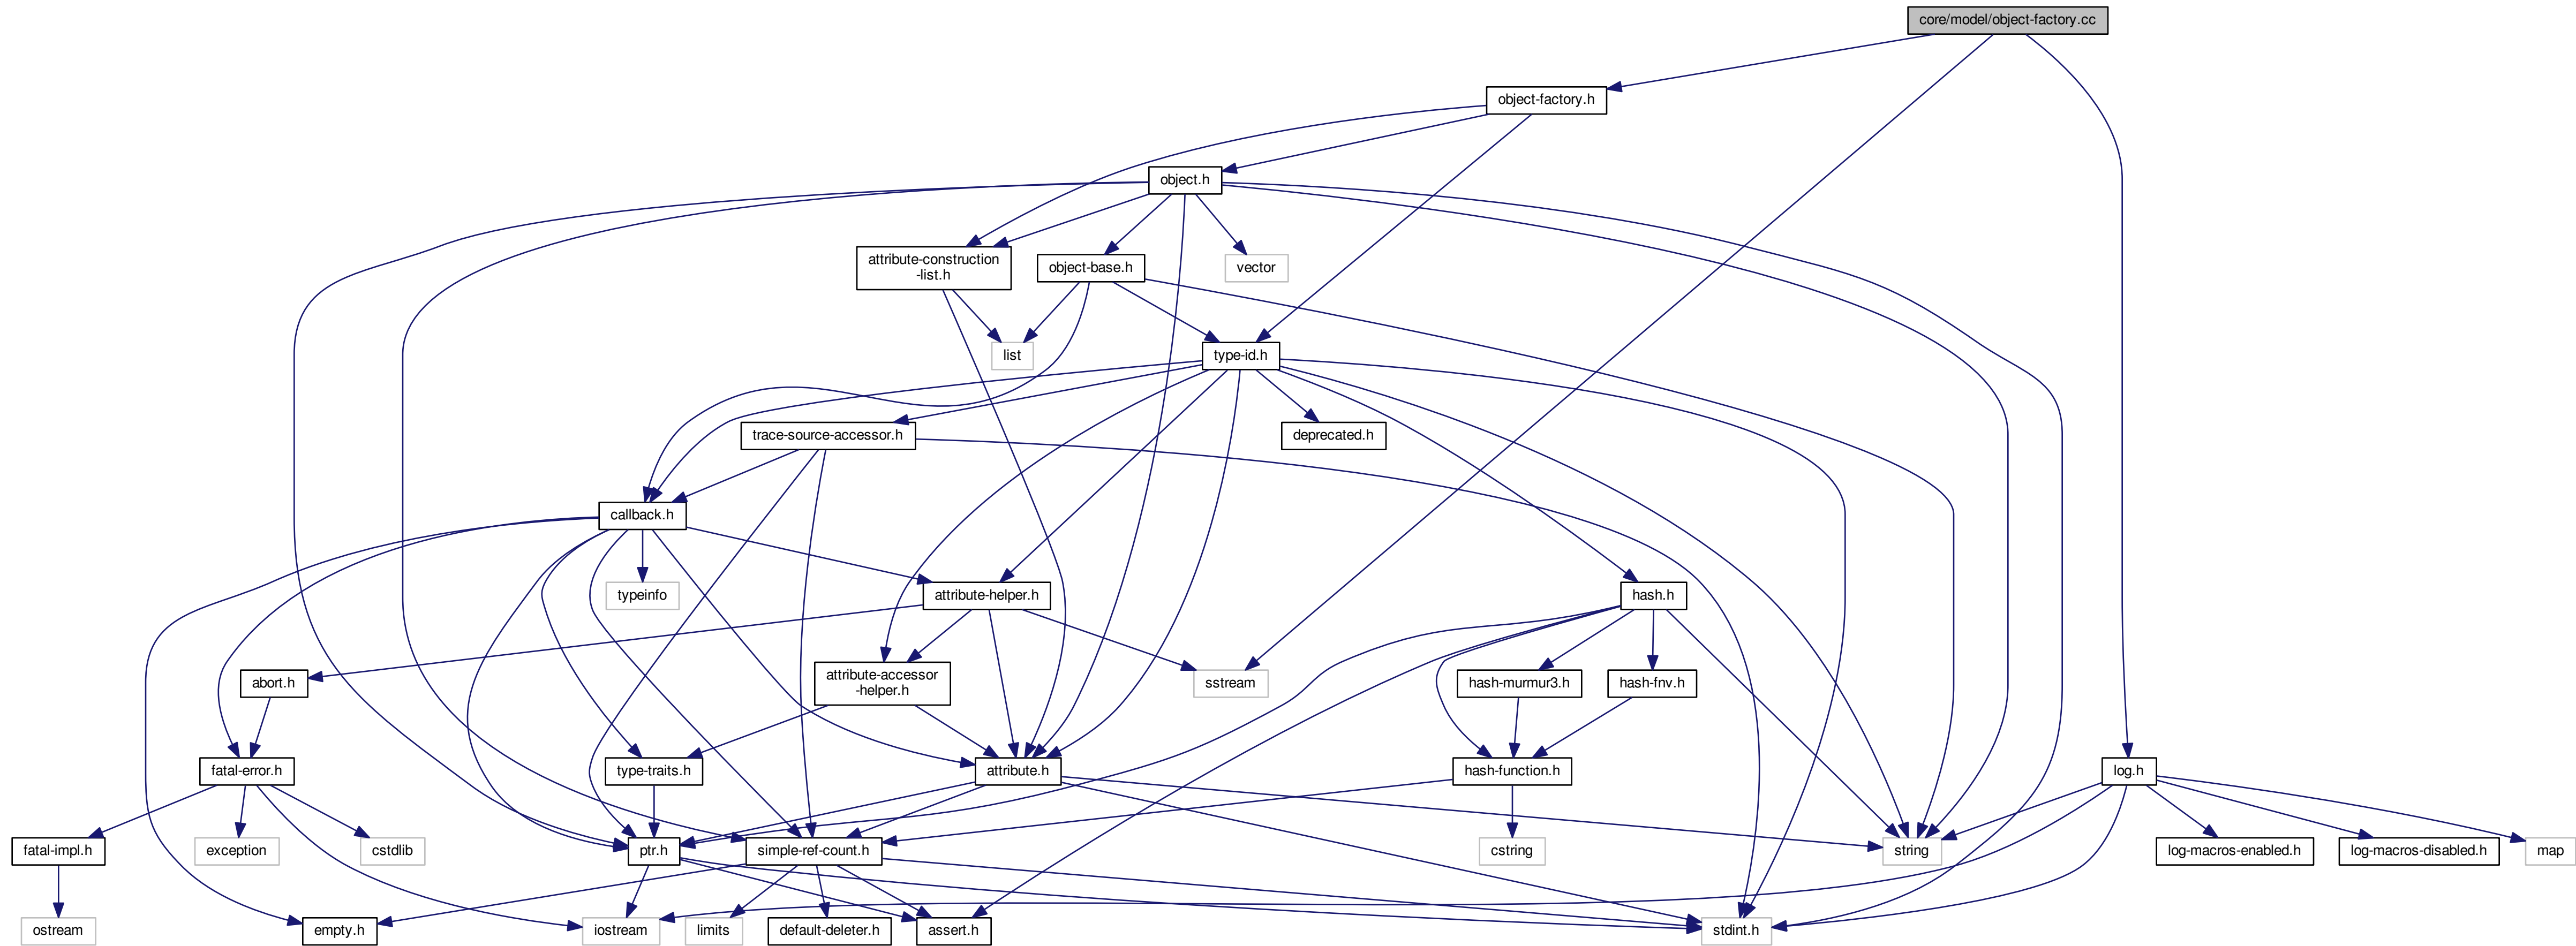 core/model/object-factory.cc
object-factory.h
object.h
attribute-construction
-list.h
object-base.h
vector
list
type-id.h
trace-source-accessor.h
deprecated.h
callback.h
typeinfo
attribute-helper.h
hash.h
abort.h
attribute-accessor
-helper.h
sstream
hash-murmur3.h
hash-fnv.h
fatal-error.h
type-traits.h
attribute.h
hash-function.h
log.h
fatal-impl.h
exception
cstdlib
ptr.h
simple-ref-count.h
cstring
string
log-macros-enabled.h
log-macros-disabled.h
map
ostream
empty.h
iostream
limits
default-deleter.h
assert.h
stdint.h